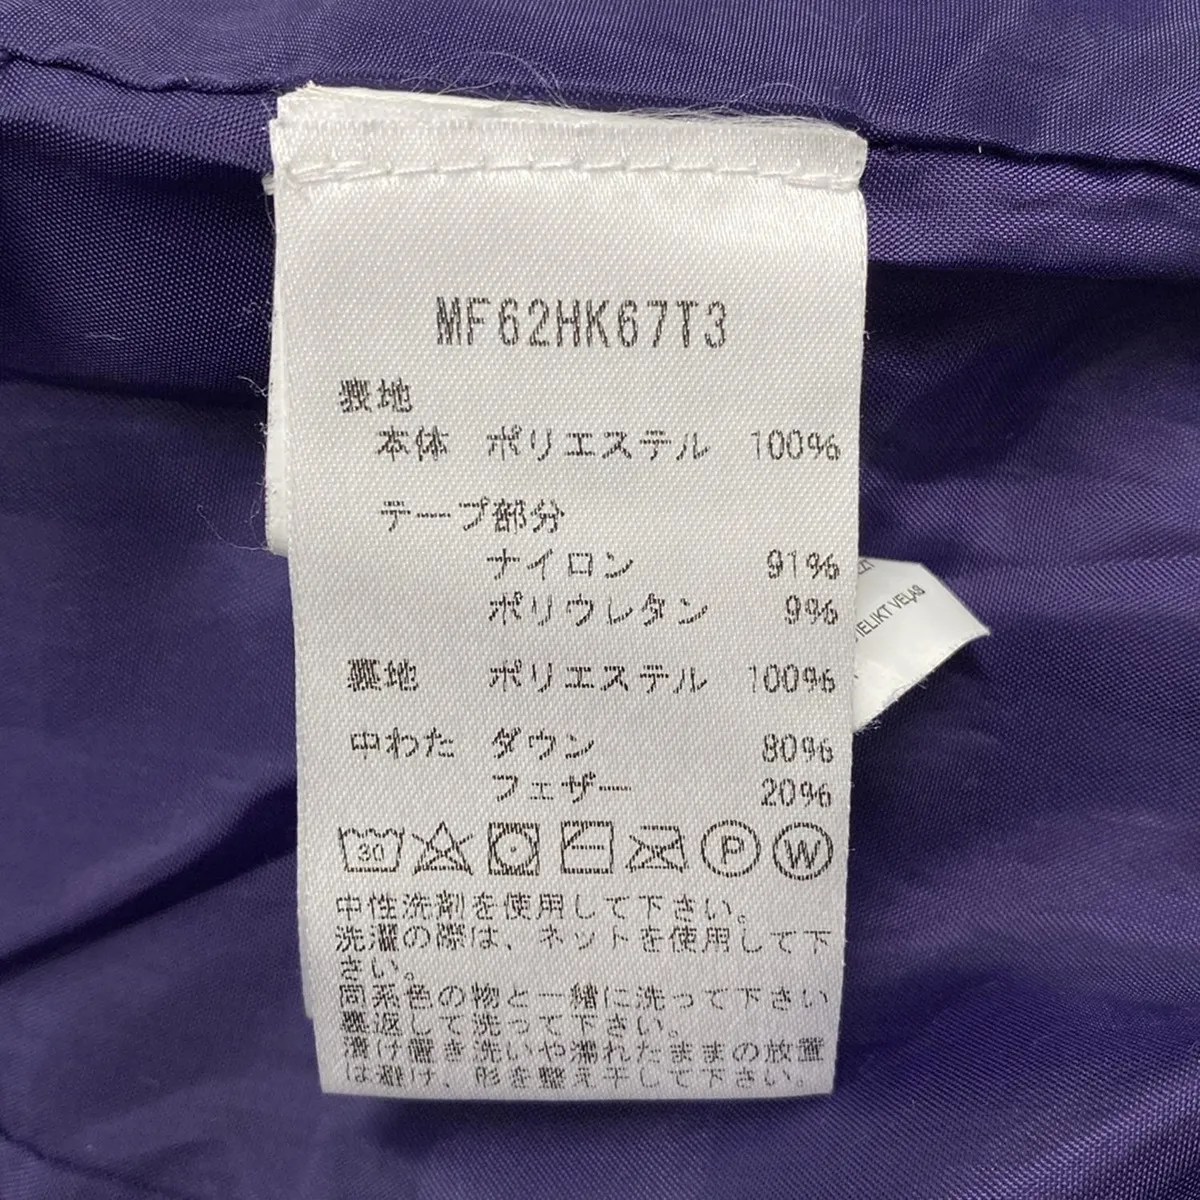 MF62HK67T3
表地
本体 ポリエステル 100%
テープ部分
ナイロン 91%
ポリウレタン 9%
裏地 ポリエステル 100%
中わた ダウン 80%
フェザー 20%
30 P W
中性洗剤を使用して下さい。
洗濯の際は、ネットを使用して下
さい。
同系色の物と一緒に洗って下さい
裏返して洗って下さい。
漬け置き洗いや濡れたままの放置
は避け、形を整え干して下さい。
IELIKT VEĻAS